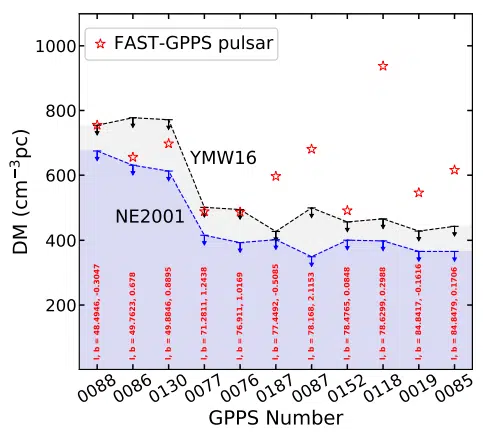 1000
800
600
400
200
DM (cm⁻³pc)
FAST-GPPS pulsar
YMW16
NE2001
l, b = 48.4946, -0.3047
l, b = 49.7623, 0.678
l, b = 49.8846, 0.8895
l, b = 71.2811, 1.2438
l, b = 76.911, 1.0169
l, b = 77.4492, -0.5085
l, b = 78.168, 2.1153
l, b = 78.4765, 0.0848
l, b = 78.6299, 0.2988
l, b = 84.8417, -0.1616
l, b = 84.8479, 0.1706
0088 0086 0130 0077 0076 0187 0087 0152 0118 0019 0085
GPPS Number